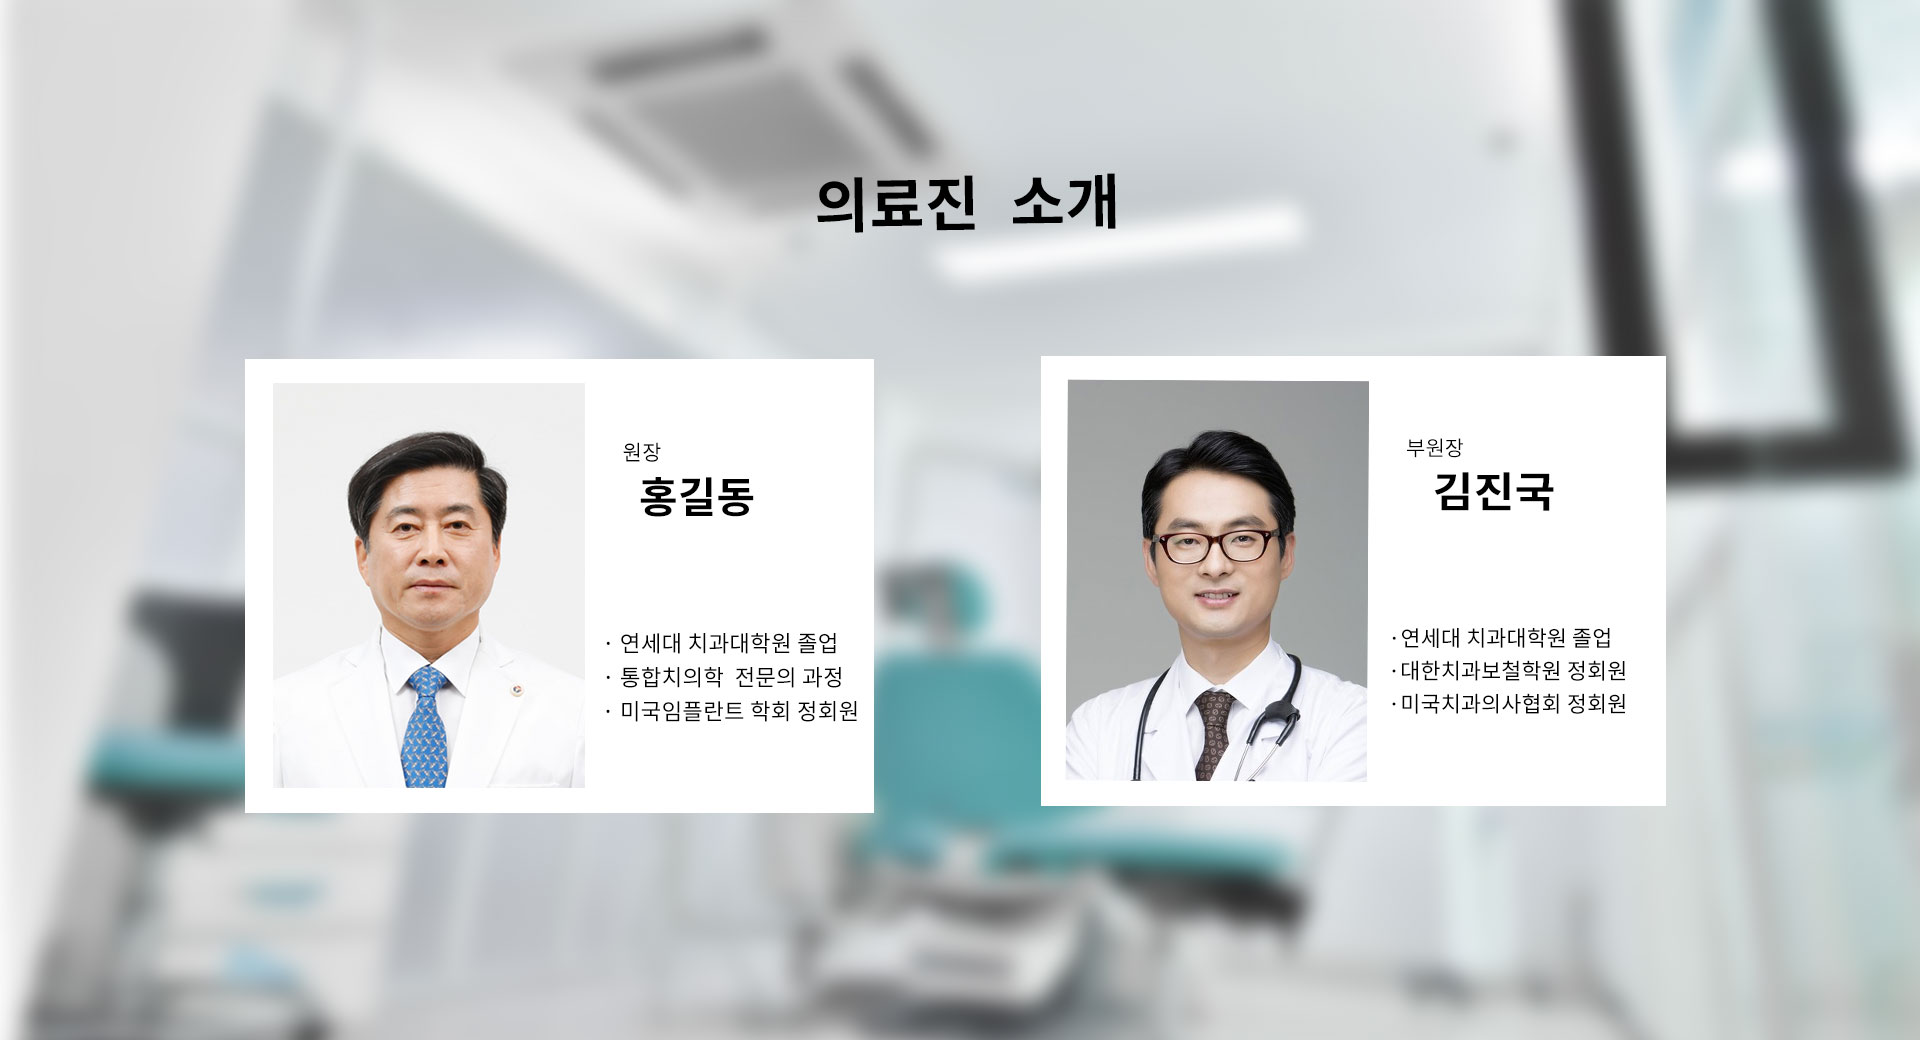 의료진 소개
원장
홍길동
· 연세대 치과대학원 졸업
· 통합치의학 전문의 과정
· 미국임플란트 학회 정회원
부원장
김진국
· 연세대 치과대학원 졸업
· 대한치과보철학원 정회원
· 미국치과의사협회 정회원